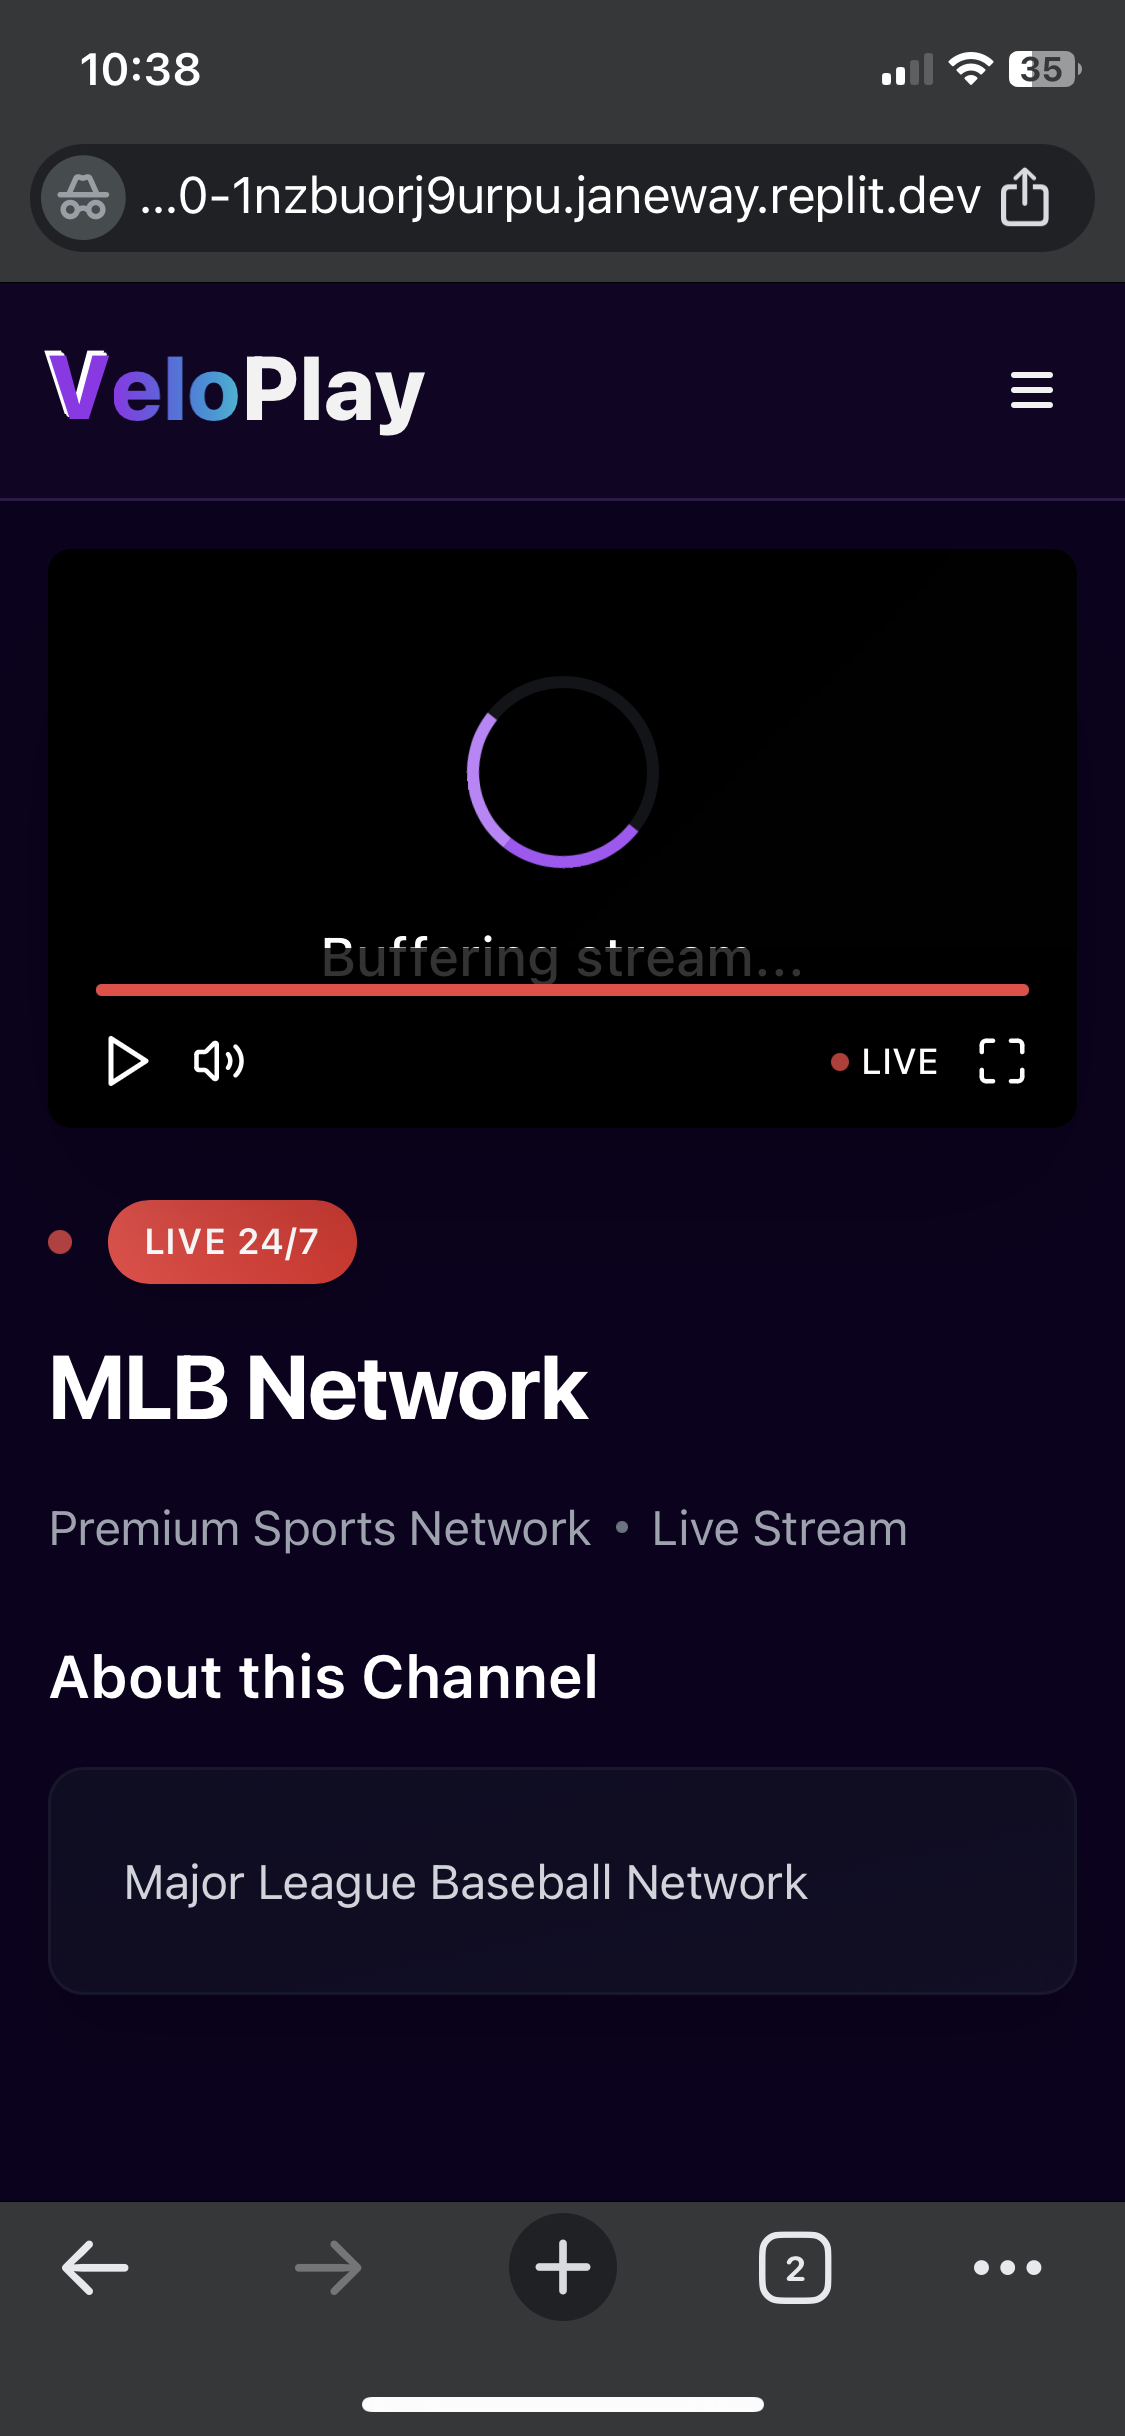 10:38
35
...0-1nzbuorj9urpu.janeway.replit.dev
VeloPlay
Buffering stream...
LIVE
LIVE 24/7
MLB Network
Premium Sports Network • Live Stream
About this Channel
Major League Baseball Network
2